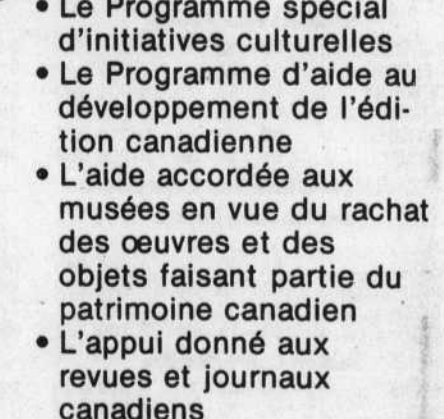 • Le Programme spécial
d'initiatives culturelles
• Le Programme d'aide au
développement de l'édi-
tion canadienne
• L'aide accordée aux
musées en vue du rachat
des œuvres et des
objets faisant partie du
patrimoine canadien
• L'appui donné aux
revues et journaux
canadiens